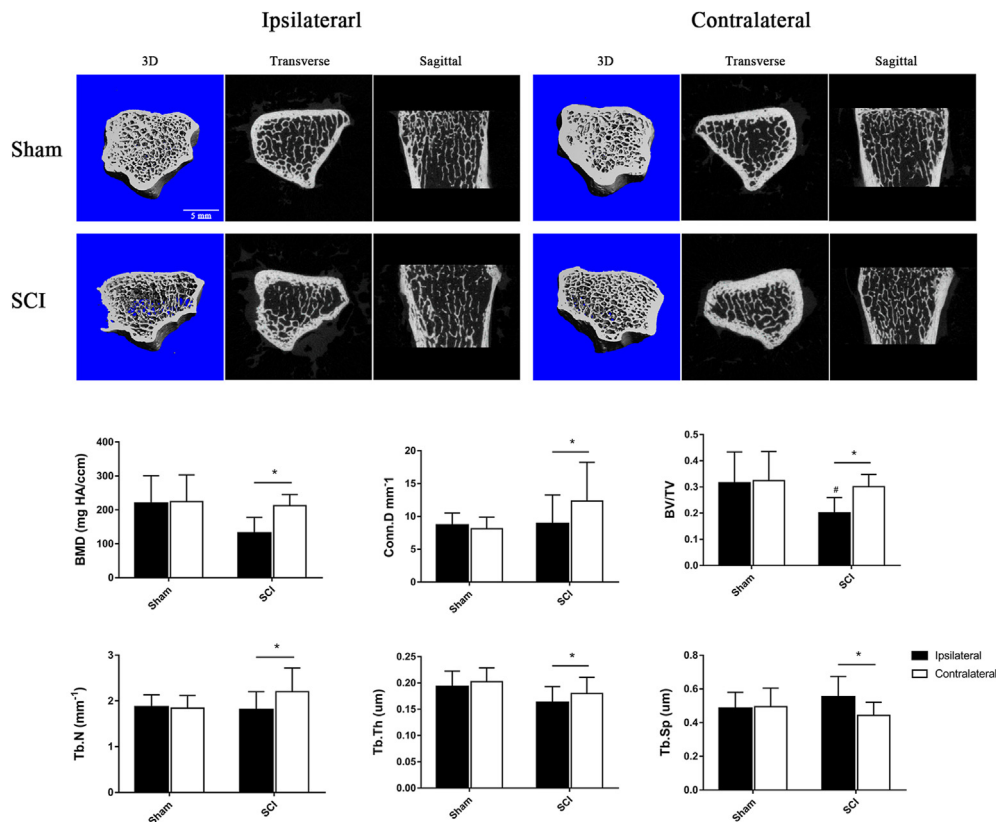 Ipsilaterarl Contralateral
3D Transverse Sagittal 3D Transverse Sagittal
Sham
5 mm
SCI
BMD (mg HA/ccm)
400
300
200
100
0
*
Sham SCI
Conn.D mm-1
20
15
10
5
0
*
Sham SCI
BV/TV
0.5
0.4
0.3
0.2
0.1
0.0
#
*
Sham SCI
Tb.N (mm-1)
3
2
1
0
*
Sham SCI
Tb.Th (um)
0.25
0.20
0.15
0.10
0.05
0.00
*
Sham SCI
Tb.Sp (um)
0.8
0.6
0.4
0.2
0.0
*
Sham SCI
Ipsilateral
Contralateral